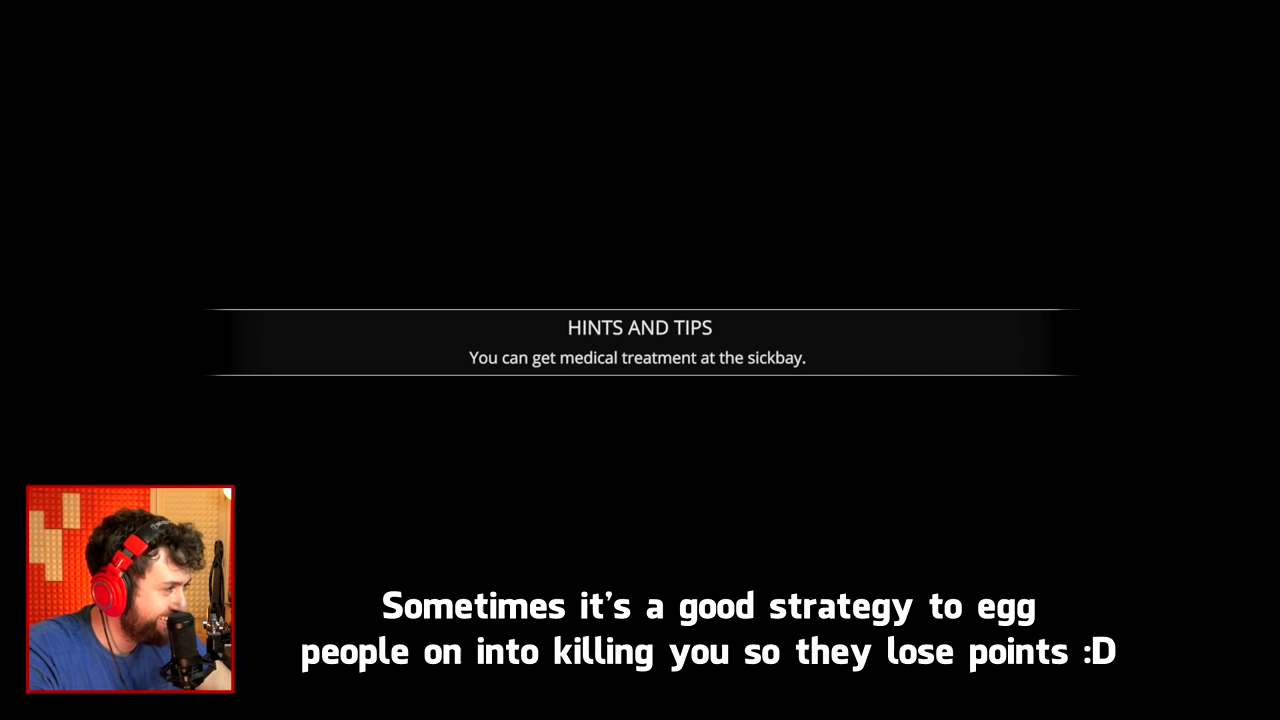 HINTS AND TIPS
You can get medical treatment at the sickbay.
Sometimes it's a good strategy to egg
people on into killing you so they lose points :D